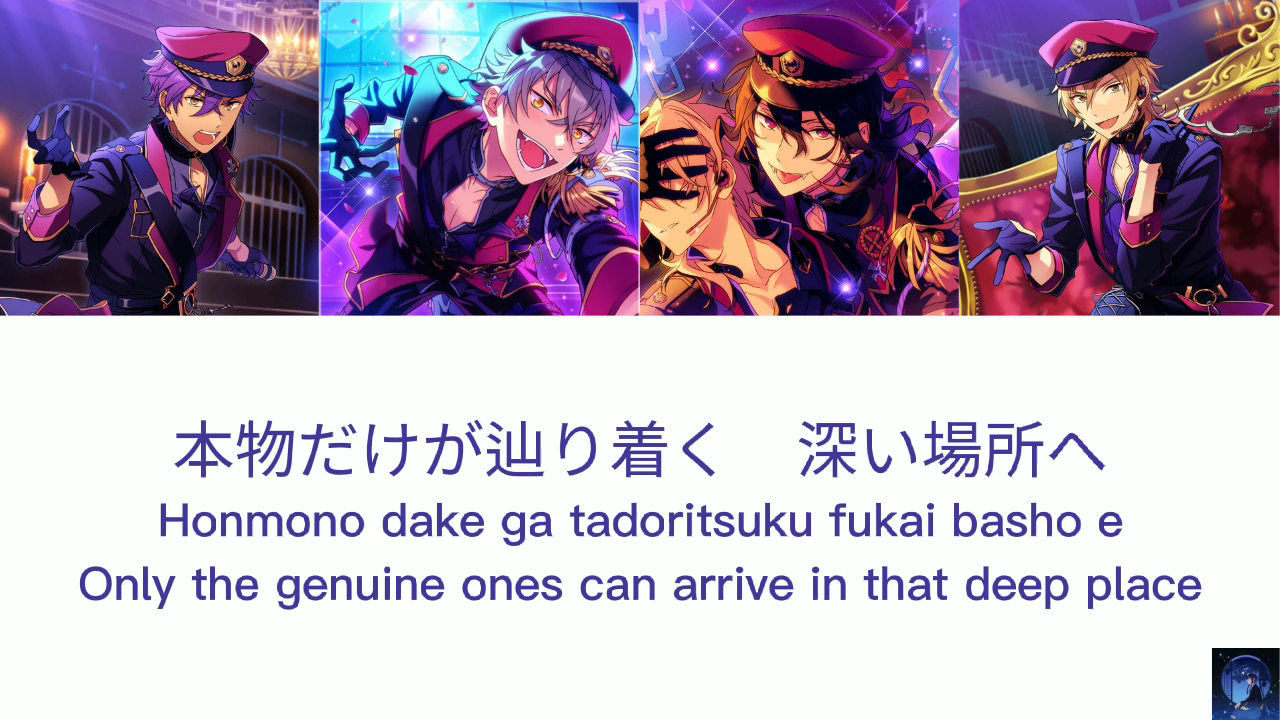 本物だけが辿り着く　深い場所へ
Honmono dake ga tadoritsuku fukai basho e
Only the genuine ones can arrive in that deep place